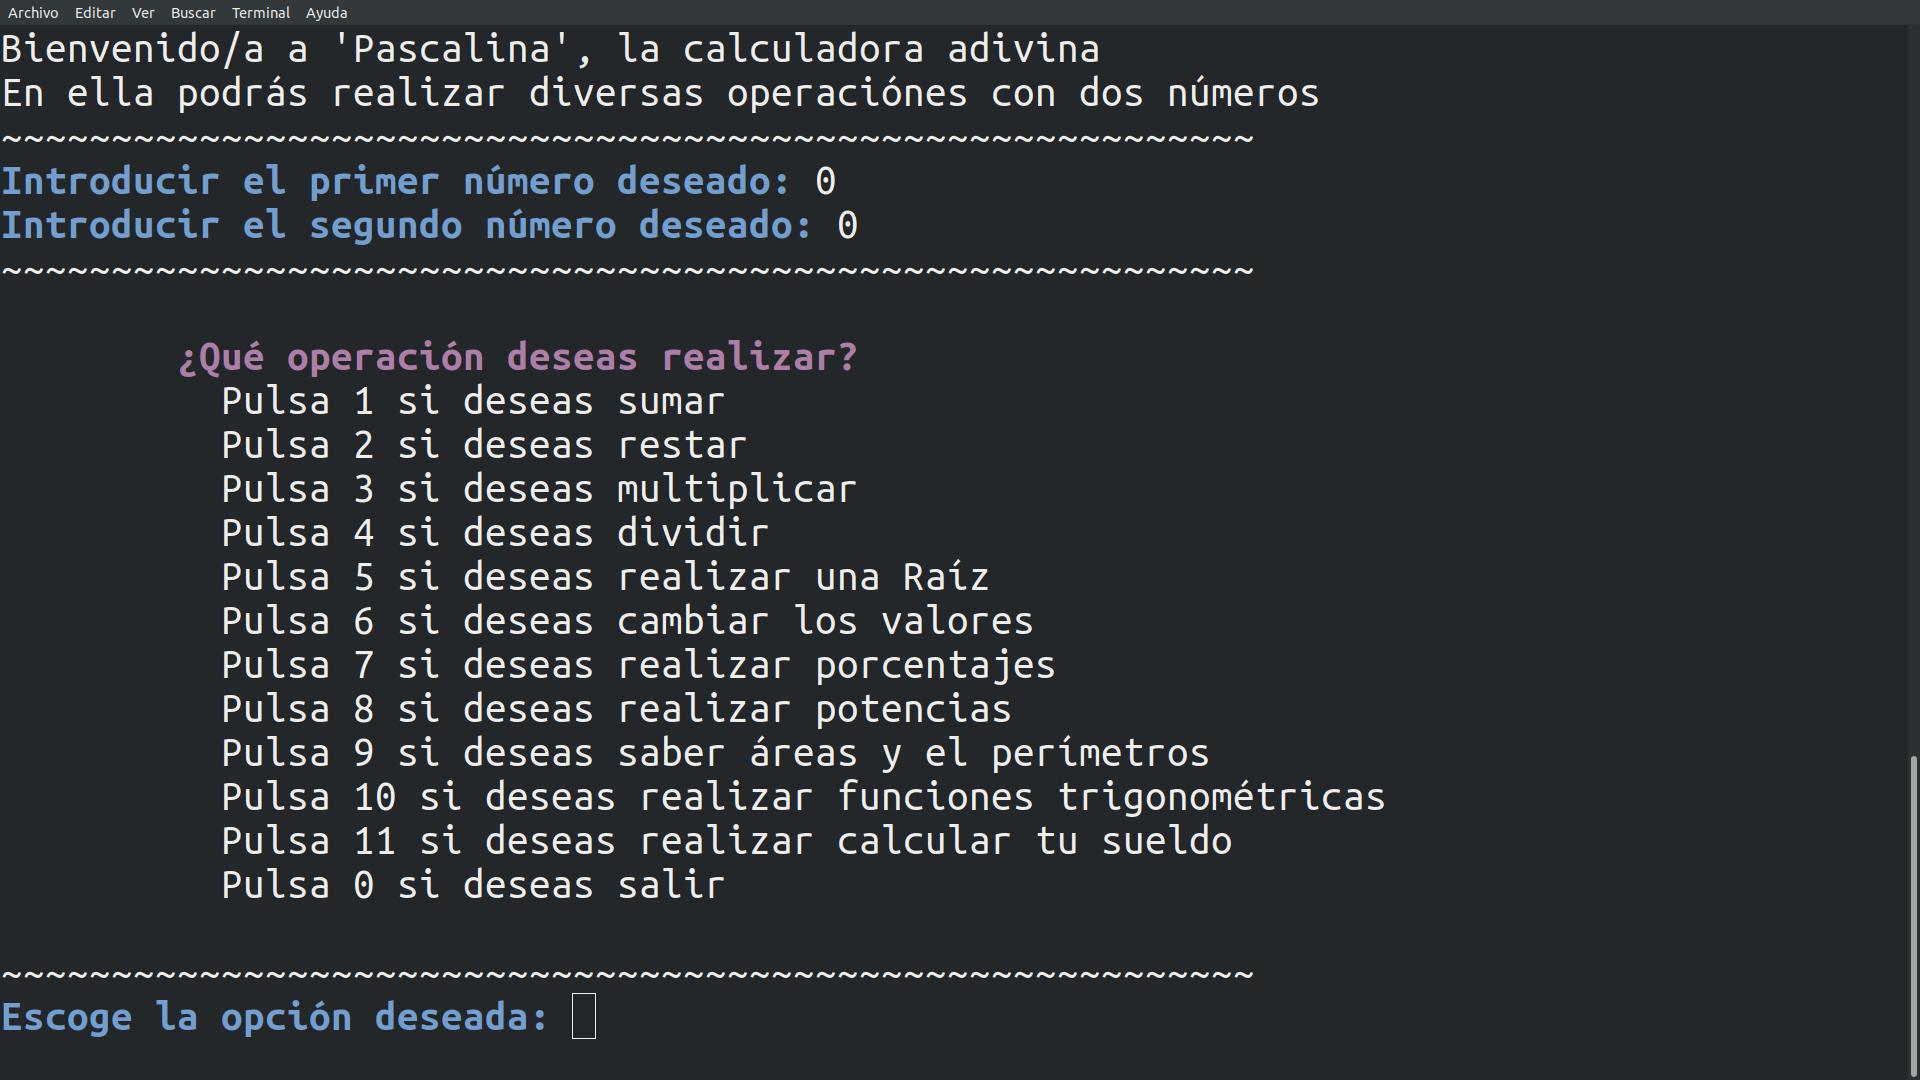 Archivo Editar Ver Buscar Terminal Ayuda
Bienvenido/a a 'Pascalina', la calculadora adivina
En ella podrás realizar diversas operaciónes con dos números
~~~~~~~~~~~~~~~~~~~~~~~~~~~~~~~~~~~~~~~~~~~~~~~~~~~~~~~~~
Introducir el primer número deseado: 0
Introducir el segundo número deseado: 0
~~~~~~~~~~~~~~~~~~~~~~~~~~~~~~~~~~~~~~~~~~~~~~~~~~~~~~~~~
¿Qué operación deseas realizar?
Pulsa 1 si deseas sumar
Pulsa 2 si deseas restar
Pulsa 3 si deseas multiplicar
Pulsa 4 si deseas dividir
Pulsa 5 si deseas realizar una Raíz
Pulsa 6 si deseas cambiar los valores
Pulsa 7 si deseas realizar porcentajes
Pulsa 8 si deseas realizar potencias
Pulsa 9 si deseas saber áreas y el perímetros
Pulsa 10 si deseas realizar funciones trigonométricas
Pulsa 11 si deseas realizar calcular tu sueldo
Pulsa 0 si deseas salir
~~~~~~~~~~~~~~~~~~~~~~~~~~~~~~~~~~~~~~~~~~~~~~~~~~~~~~~~~
Escoge la opción deseada: